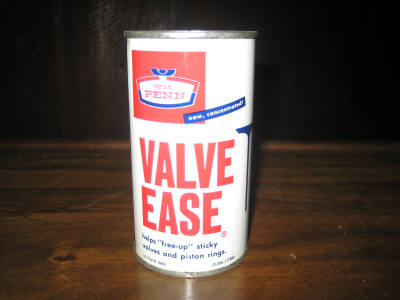 WM
PENN
new, concentrated!
VALVE
EASE®
helps "free-up" sticky
valves and piston rings.